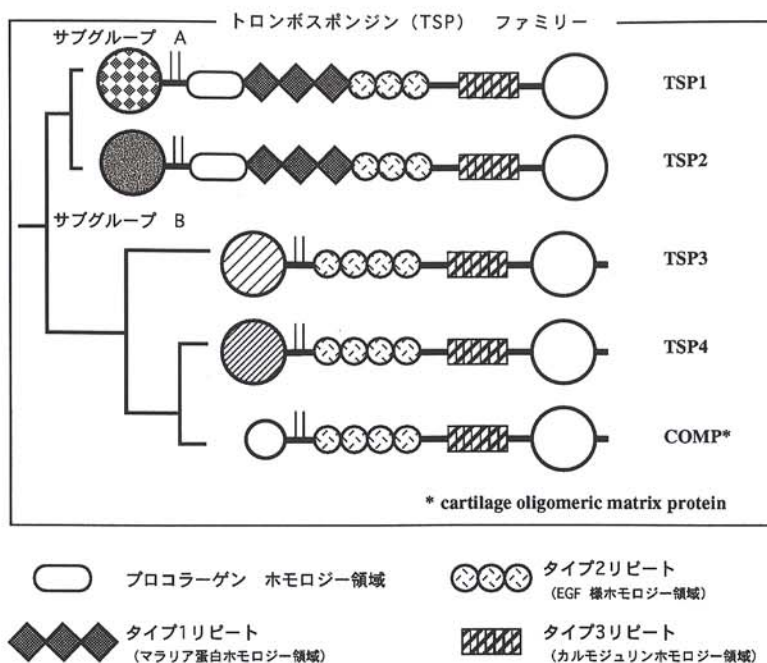 トロンボスポンジン（TSP） ファミリー
サブグループ A
TSP1
TSP2
サブグループ B
TSP3
TSP4
COMP*
* cartilage oligomeric matrix protein
プロコラーゲン ホモロジー領域
タイプ2リピート
（EGF 様ホモロジー領域）
タイプ1リピート
（マラリア蛋白ホモロジー領域）
タイプ3リピート
（カルモジュリンホモロジー領域）